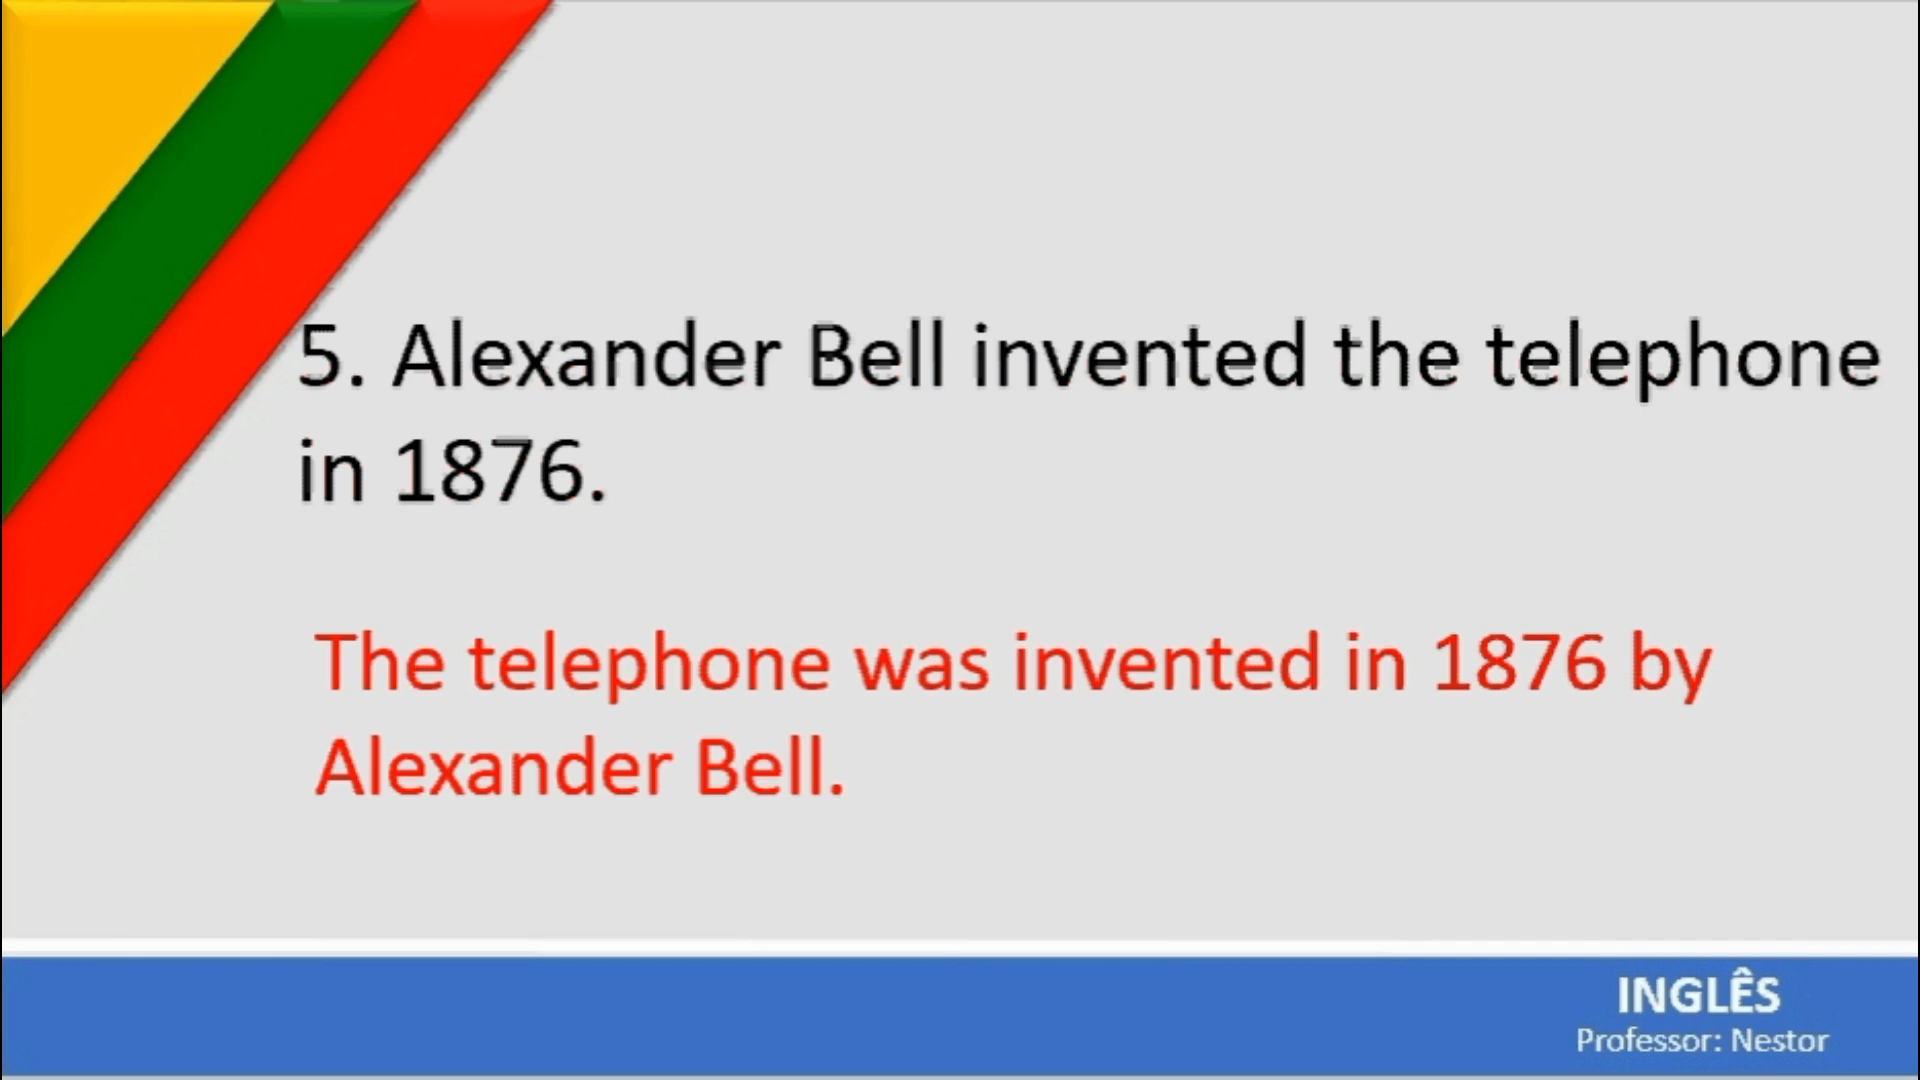 5. Alexander Bell invented the telephone
in 1876.
The telephone was invented in 1876 by
Alexander Bell.
INGLÊS
Professor: Nestor